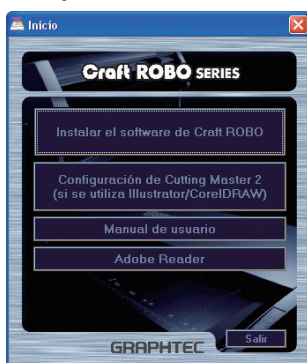 Inicio
Craft ROBO SERIES
Instalar el software de Craft ROBO
Configuración de Cutting Master 2
(si se utiliza Illustrator/CorelDRAW)
Manual de usuario
Adobe Reader
Salir
GRAPHTEC